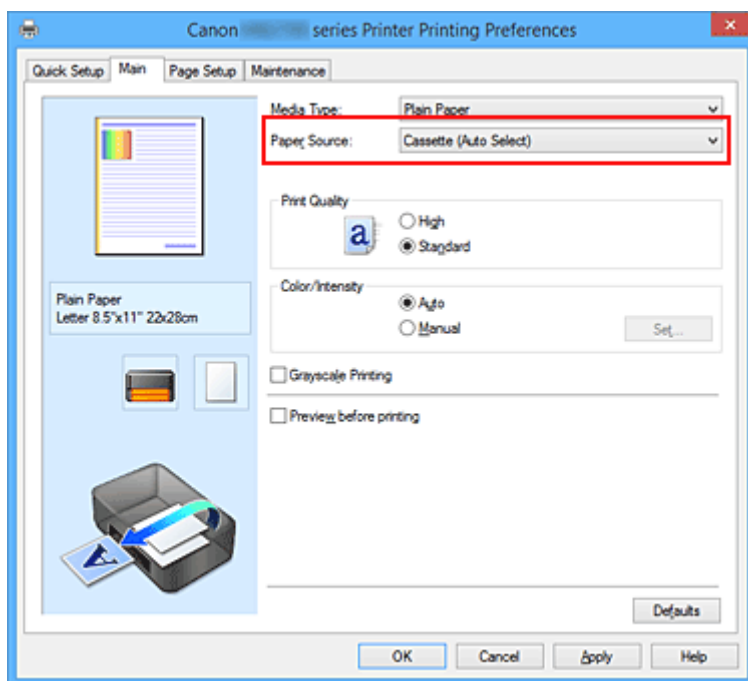 Canon series Printer Printing Preferences
Quick Setup Main Page Setup Maintenance
Media Type: Plain Paper
Paper Source: Cassette (Auto Select)
Print Quality
a
High
Standard
Color/Intensity
Auto
Manual
Set...
Grayscale Printing
Preview before printing
Plain Paper
Letter 8.5"x11" 22x28cm
A
Defaults
OK Cancel Apply Help